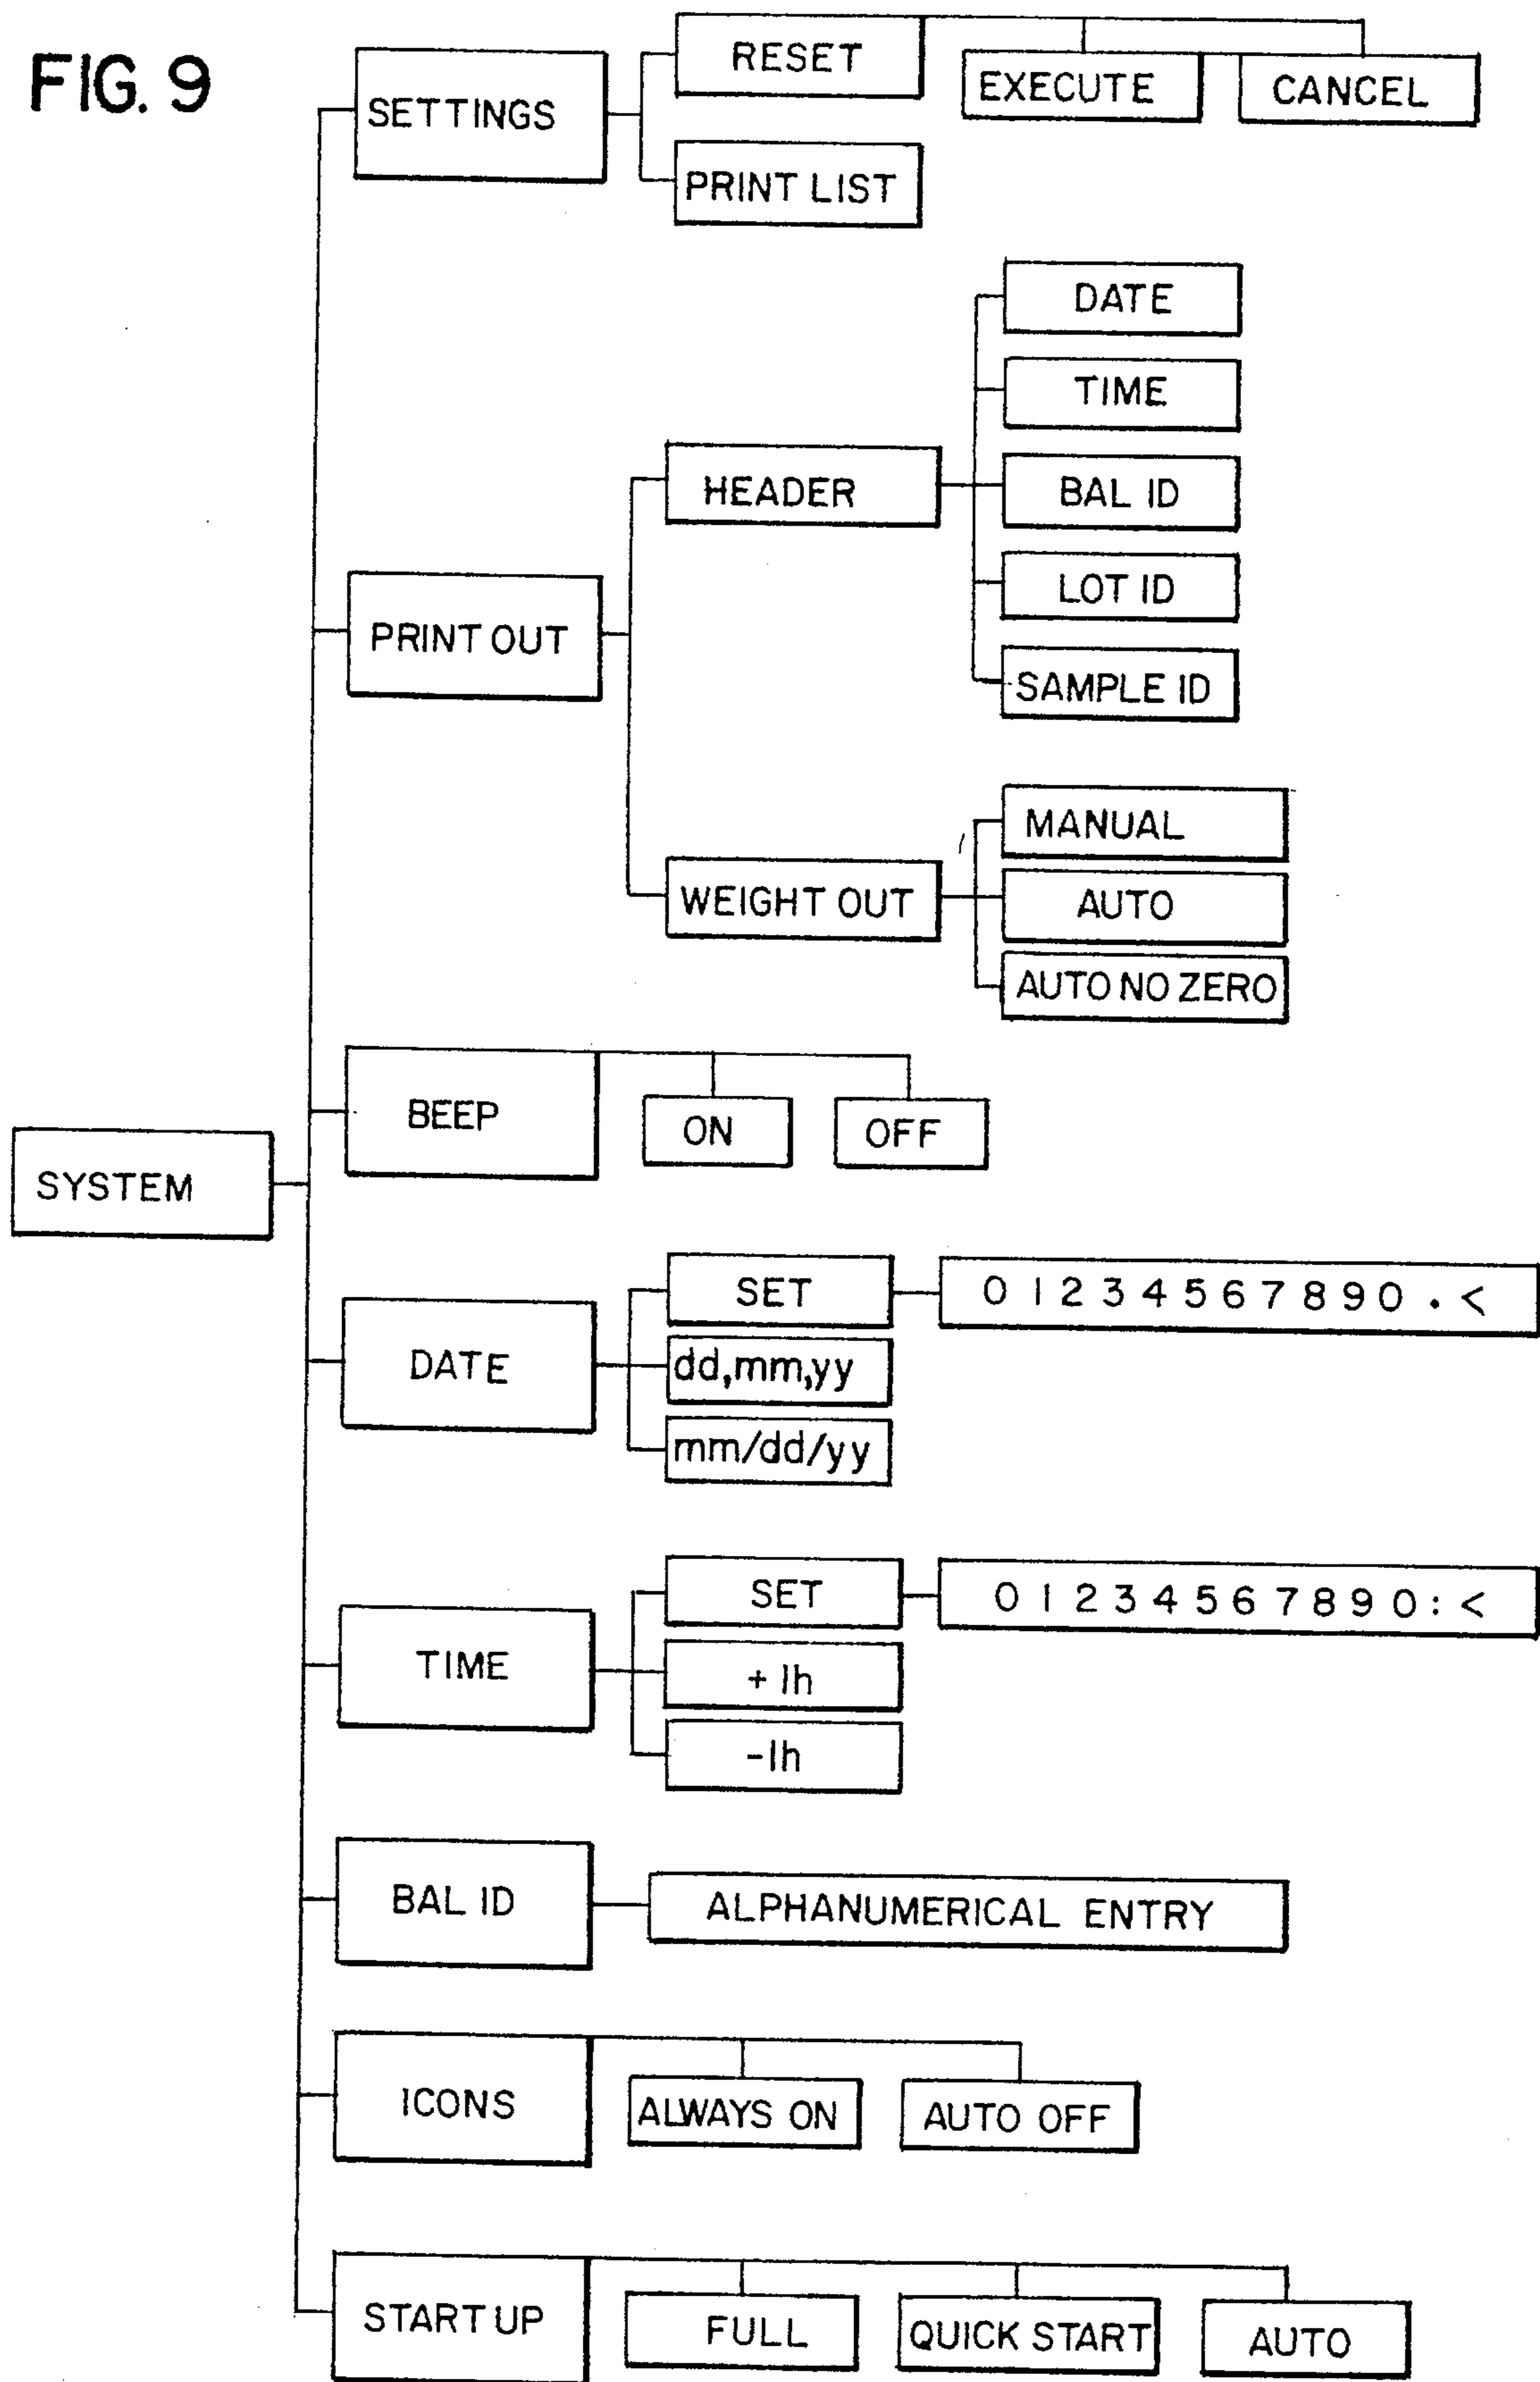 FIG. 9
SETTINGS
RESET
EXECUTE
CANCEL
PRINT LIST
PRINT OUT
HEADER
DATE
TIME
BAL ID
LOT ID
SAMPLE ID
WEIGHT OUT
MANUAL
AUTO
AUTO NO ZERO
SYSTEM
BEEP
ON
OFF
DATE
SET
0 1 2 3 4 5 6 7 8 9 0 . <
dd,mm,yy
mm/dd/yy
TIME
SET
0 1 2 3 4 5 6 7 8 9 0 : <
+ 1h
-1h
BAL ID
ALPHANUMERICAL ENTRY
ICONS
ALWAYS ON
AUTO OFF
START UP
FULL
QUICK START
AUTO